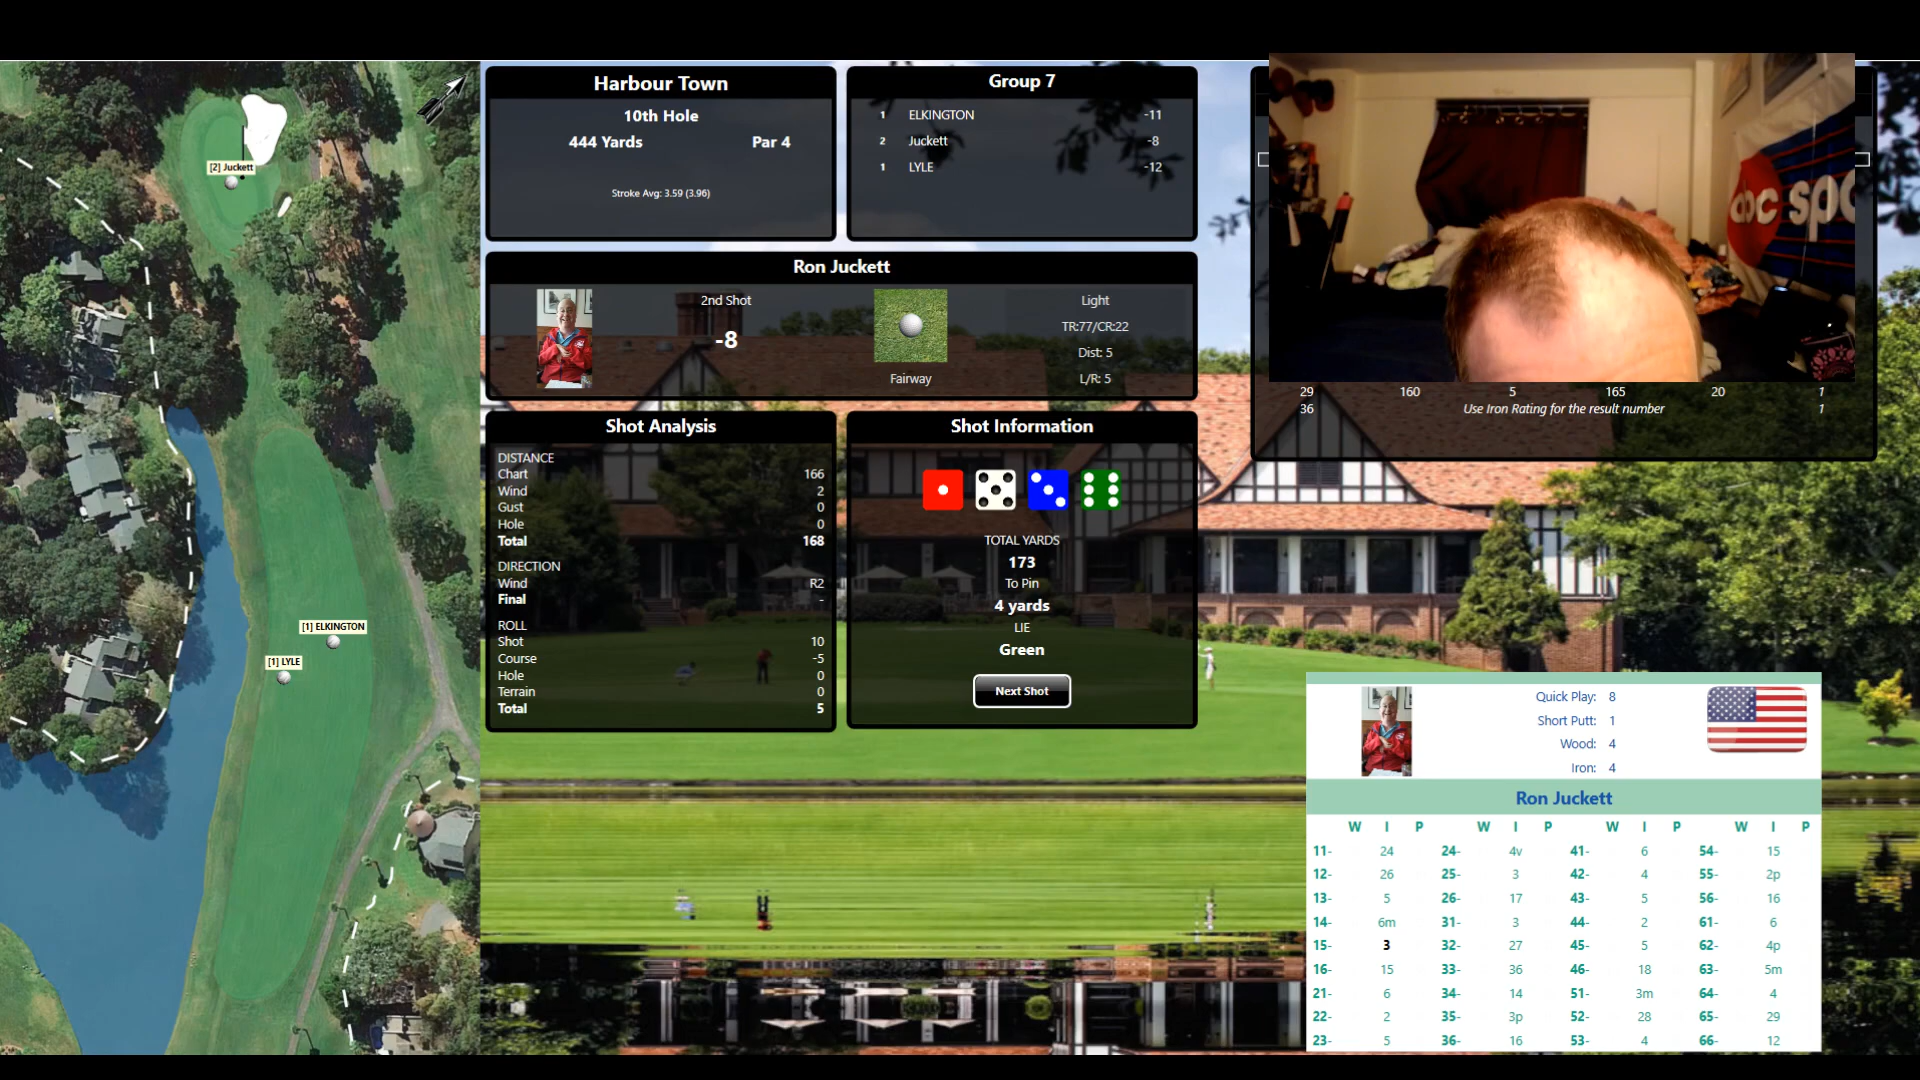 [2] Juckett
[1] ELKINGTON
[1] LYLE
Harbour Town
10th Hole
444 Yards Par 4
Stroke Avg: 3.59 (3.96)
Group 7
1 ELKINGTON -11
2 Juckett -8
1 LYLE -12
Ron Juckett
2nd Shot
-8
Fairway
Light
TR:77/CR:22
Dist: 5
L/R: 5
Shot Analysis
DISTANCE
Chart 166
Wind 2
Gust 0
Hole 0
Total 168
DIRECTION
Wind R2
Final -
ROLL
Shot 10
Course -5
Hole 0
Terrain 0
Total 5
Shot Information
TOTAL YARDS
173
To Pin
4 yards
LIE
Green
Next Shot
abc spo
29 160 5 165 20 1
36 Use Iron Rating for the result number 1
Quick Play: 8
Short Putt: 1
Wood: 4
Iron: 4
Ron Juckett
W I P W I P W I P W I P
11- 24 24- 4v 41- 6 54- 15
12- 26 25- 3 42- 4 55- 2p
13- 5 26- 17 43- 5 56- 16
14- 6m 31- 3 44- 2 61- 6
15- 3 32- 27 45- 5 62- 4p
16- 15 33- 36 46- 18 63- 5m
21- 6 34- 14 51- 3m 64- 4
22- 2 35- 3p 52- 28 65- 29
23- 5 36- 16 53- 4 66- 12